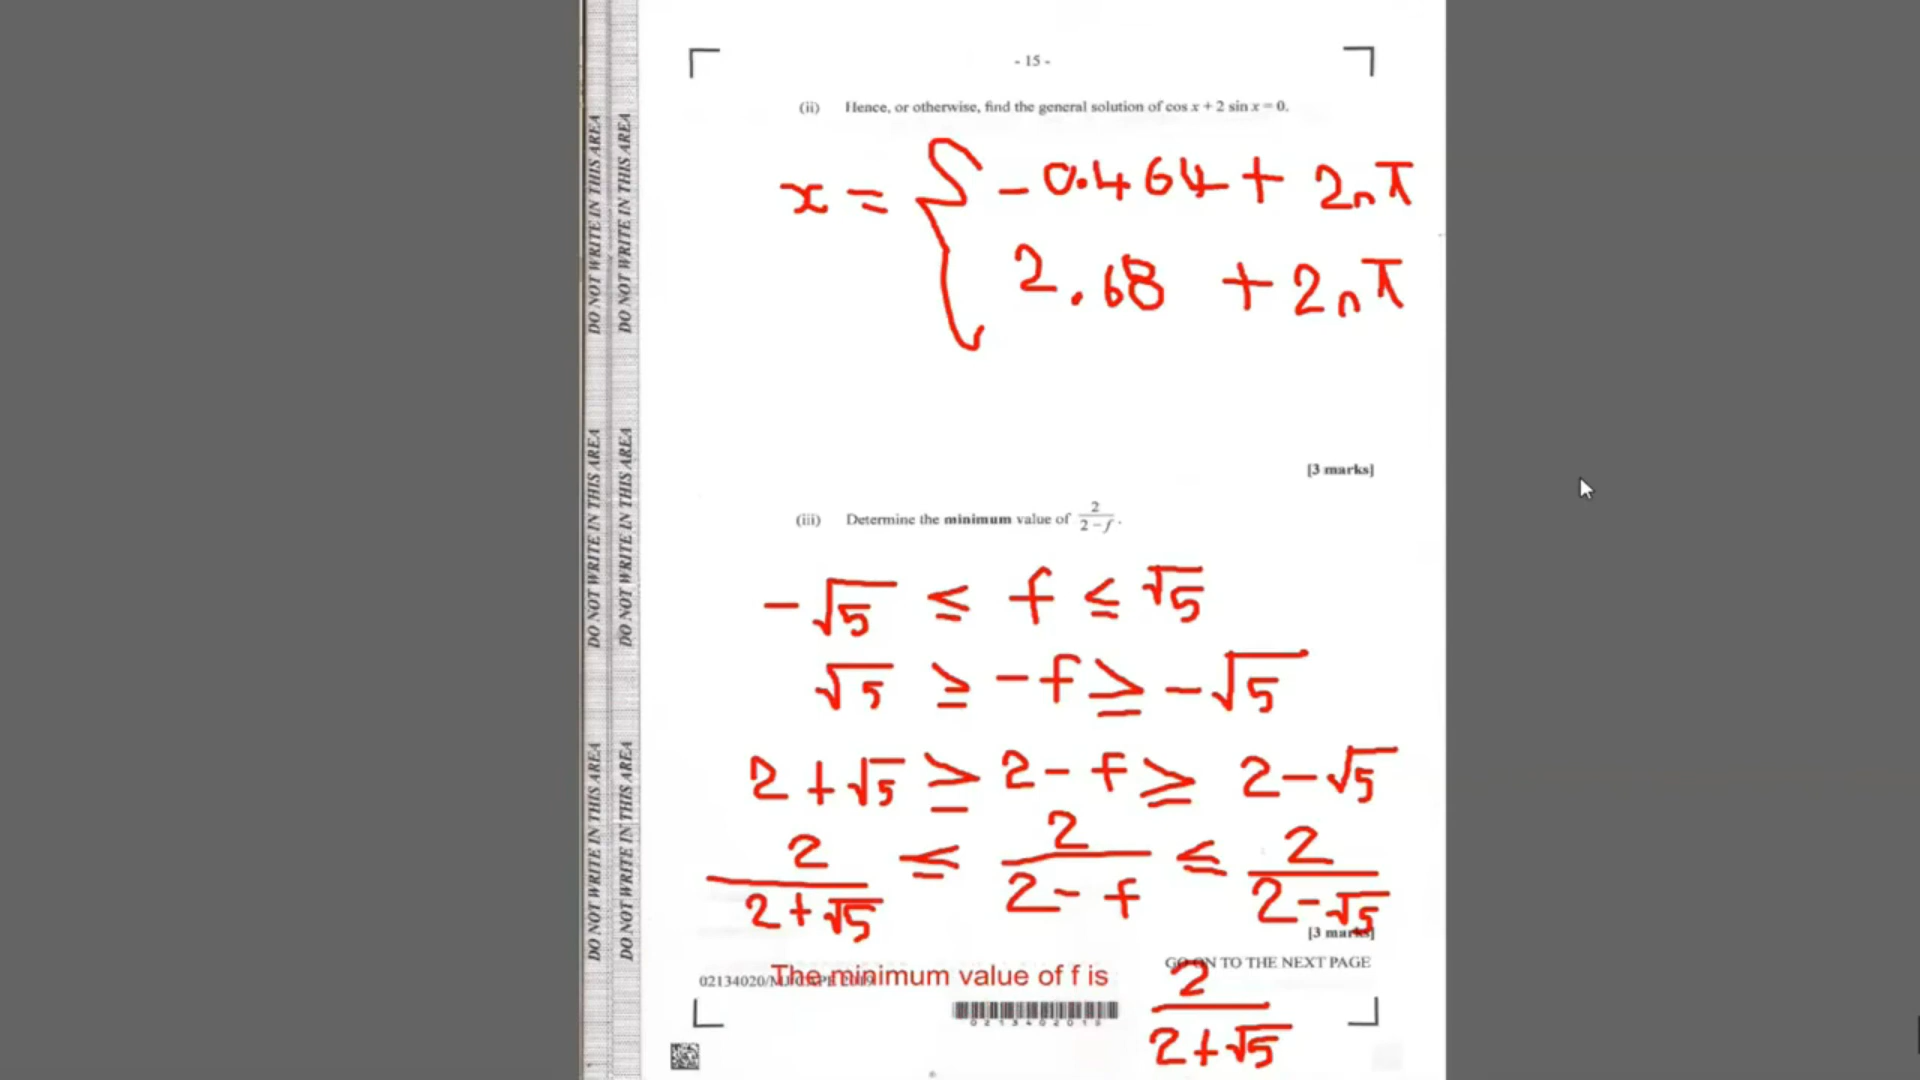 - 15 -
(ii) Hence, or otherwise, find the general solution of cos x + 2 sin x = 0.
x = { - 0.464 + 2nπ
2.68 + 2nπ
[3 marks]
(iii) Determine the minimum value of 2/(2 - f).
-√5 ≤ f ≤ √5
√5 ≥ -f ≥ -√5
2 + √5 ≥ 2 - f ≥ 2 - √5
2/(2 + √5) ≤ 2/(2 - f) ≤ 2/(2 - √5)
[3 marks]
GO ON TO THE NEXT PAGE
The minimum value of f is 2/(2 + √5)
02134020/
DO NOT WRITE IN THIS AREA
DO NOT WRITE IN THIS AREA
DO NOT WRITE IN THIS AREA
DO NOT WRITE IN THIS AREA
DO NOT WRITE IN THIS AREA
DO NOT WRITE IN THIS AREA